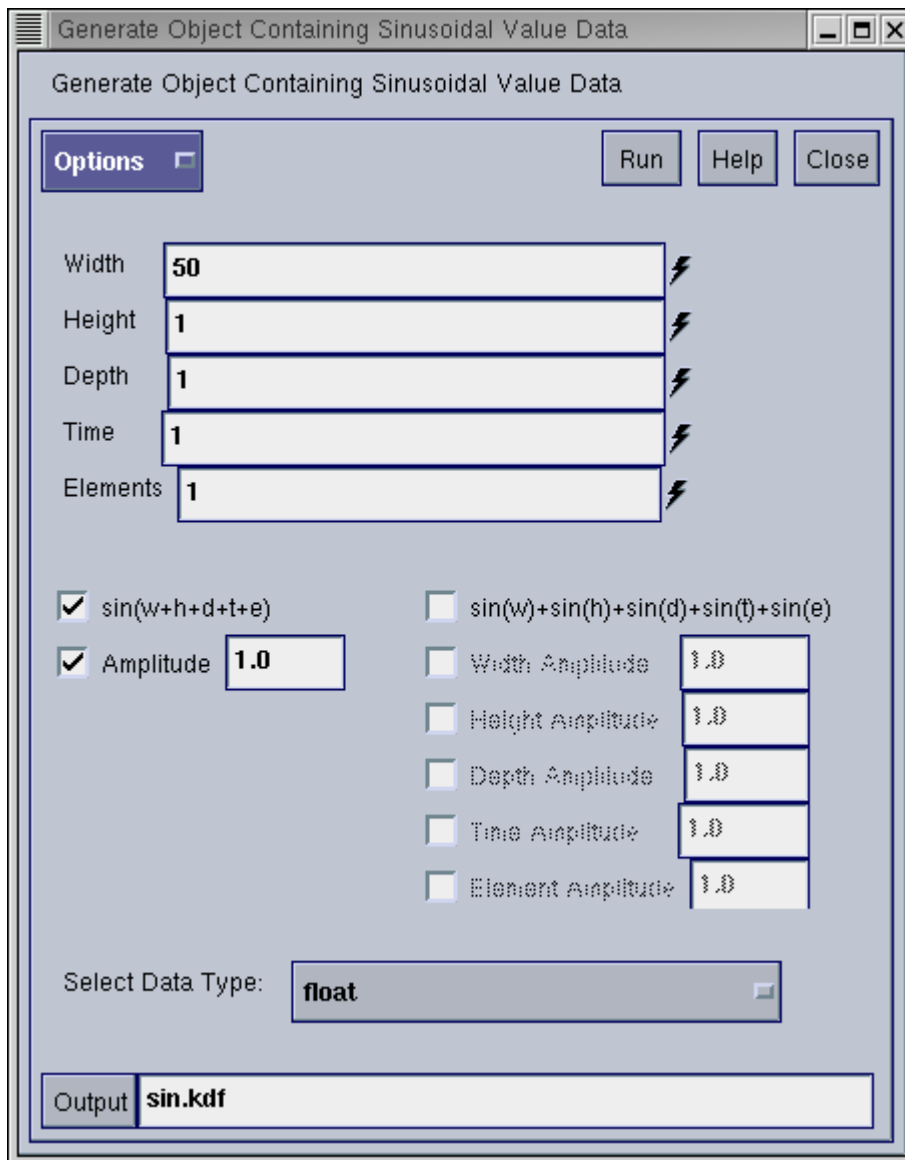 Generate Object Containing Sinusoidal Value Data
Generate Object Containing Sinusoidal Value Data
Options Run Help Close
Width 50
Height 1
Depth 1
Time 1
Elements 1
sin(w+h+d+t+e) sin(w)+sin(h)+sin(d)+sin(t)+sin(e)
Amplitude 1.0 Width Amplitude 1.0
Height Amplitude 1.0
Depth Amplitude 1.0
Time Amplitude 1.0
Element Amplitude 1.0
Select Data Type: float
Output sin.kdf